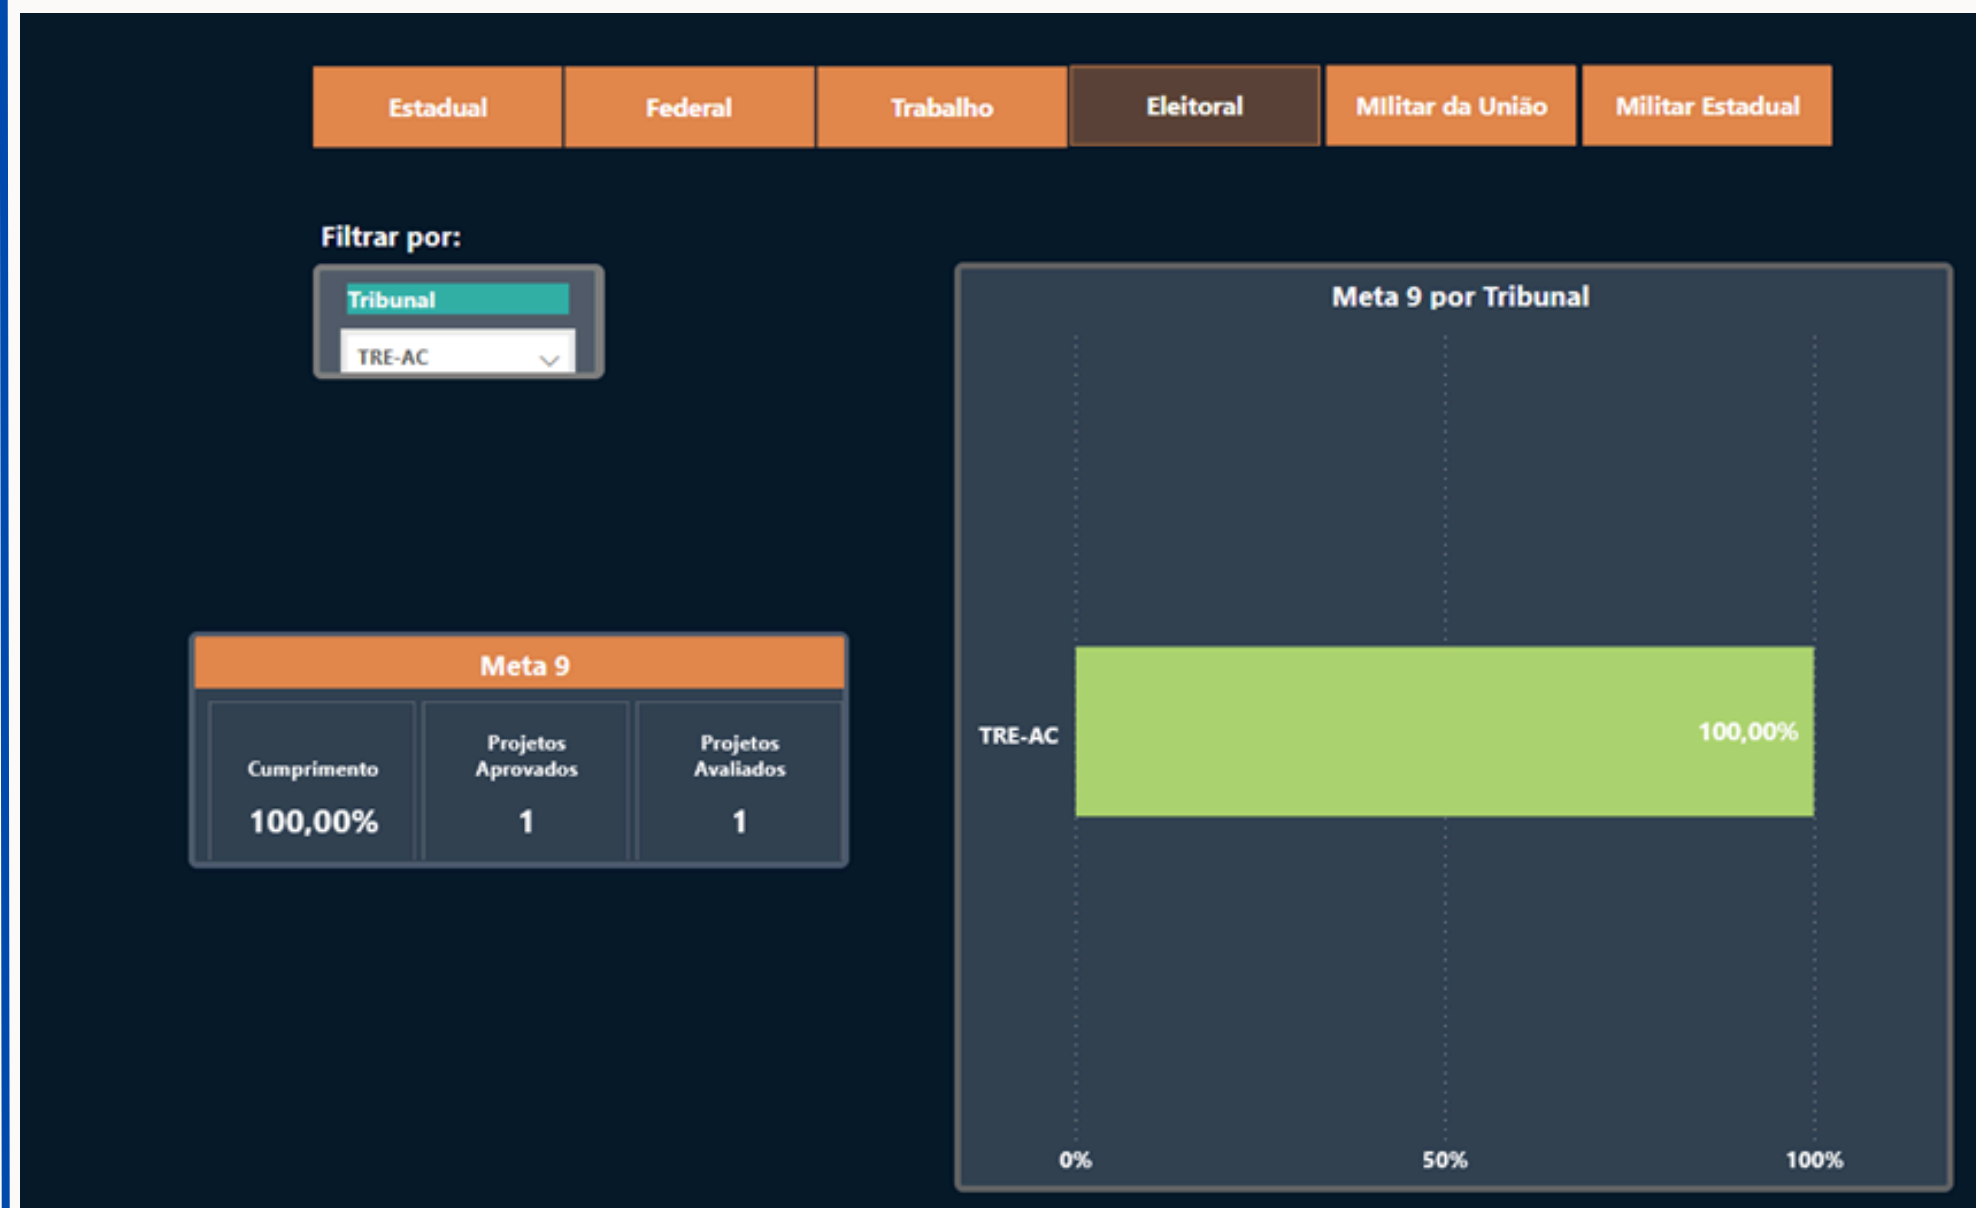 Estadual
Federal
Trabalho
Eleitoral
MIlitar da União
Militar Estadual
Filtrar por:
Tribunal
TRE-AC
Meta 9
Cumprimento
100,00%
Projetos
Aprovados
1
Projetos
Avaliados
1
Meta 9 por Tribunal
TRE-AC
100,00%
0%
50%
100%